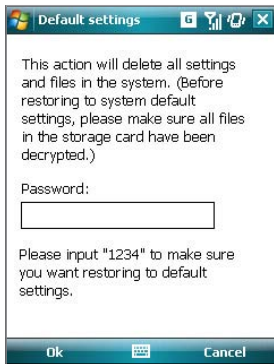 Default settings G
This action will delete all settings
and files in the system. (Before
restoring to system default
settings, please make sure all files
in the storage card have been
decrypted.)
Password:
Please input "1234" to make sure
you want restoring to default
settings.
Ok Cancel